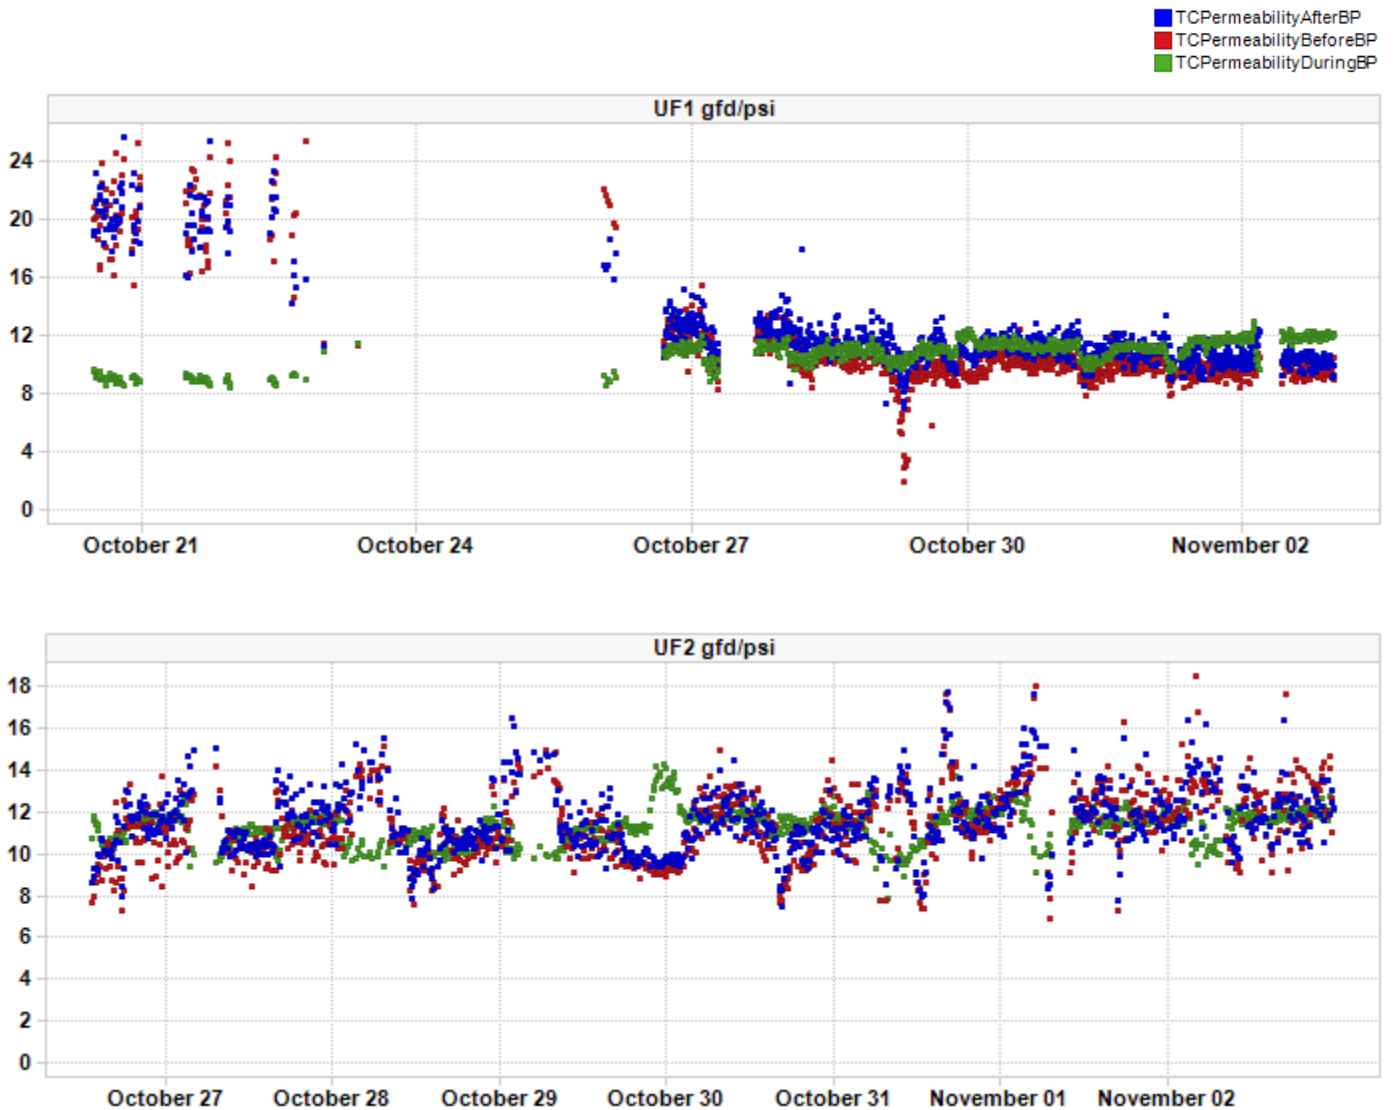 TCPermeabilityAfterBP
TCPermeabilityBeforeBP
TCPermeabilityDuringBP
UF1 gfd/psi
24
20
16
12
8
4
0
October 21 October 24 October 27 October 30 November 02
UF2 gfd/psi
18
16
14
12
10
8
6
4
2
0
October 27 October 28 October 29 October 30 October 31 November 01 November 02